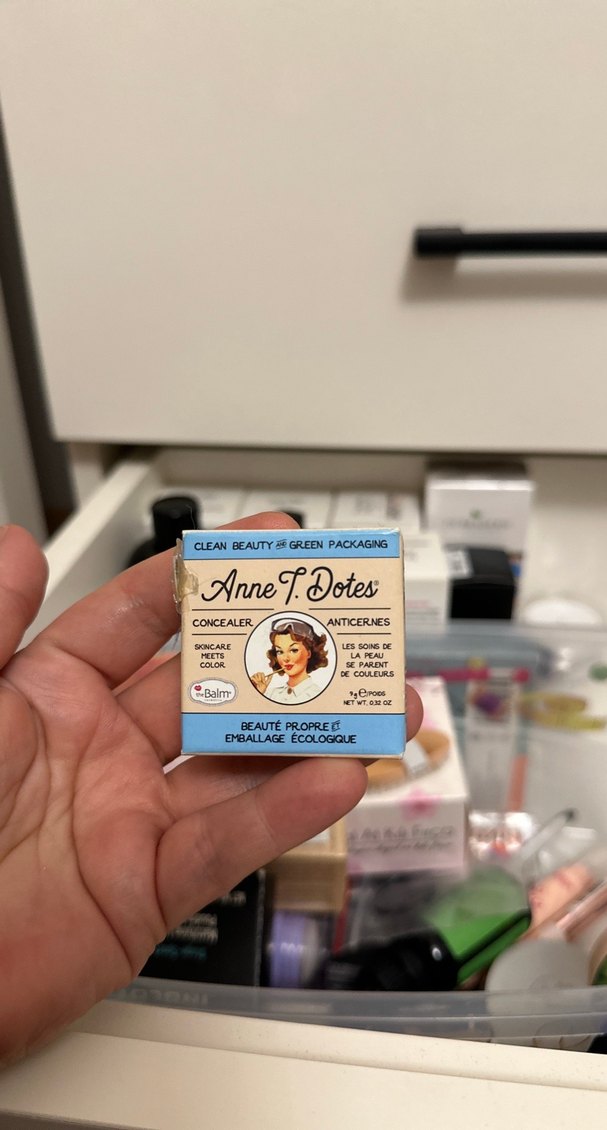 CLEAN BEAUTY AND GREEN PACKAGING
Anne T. Dotes®
CONCEALER
ANTICERNES
SKINCARE
MEETS
COLOR.
LES SOINS DE
LA PEAU
SE PARENT
DE COULEURS
theBalm®
9g ℮/POIDS
NET WT. 0.32 OZ
BEAUTÉ PROPRE ET
EMBALLAGE ÉCOLOGIQUE